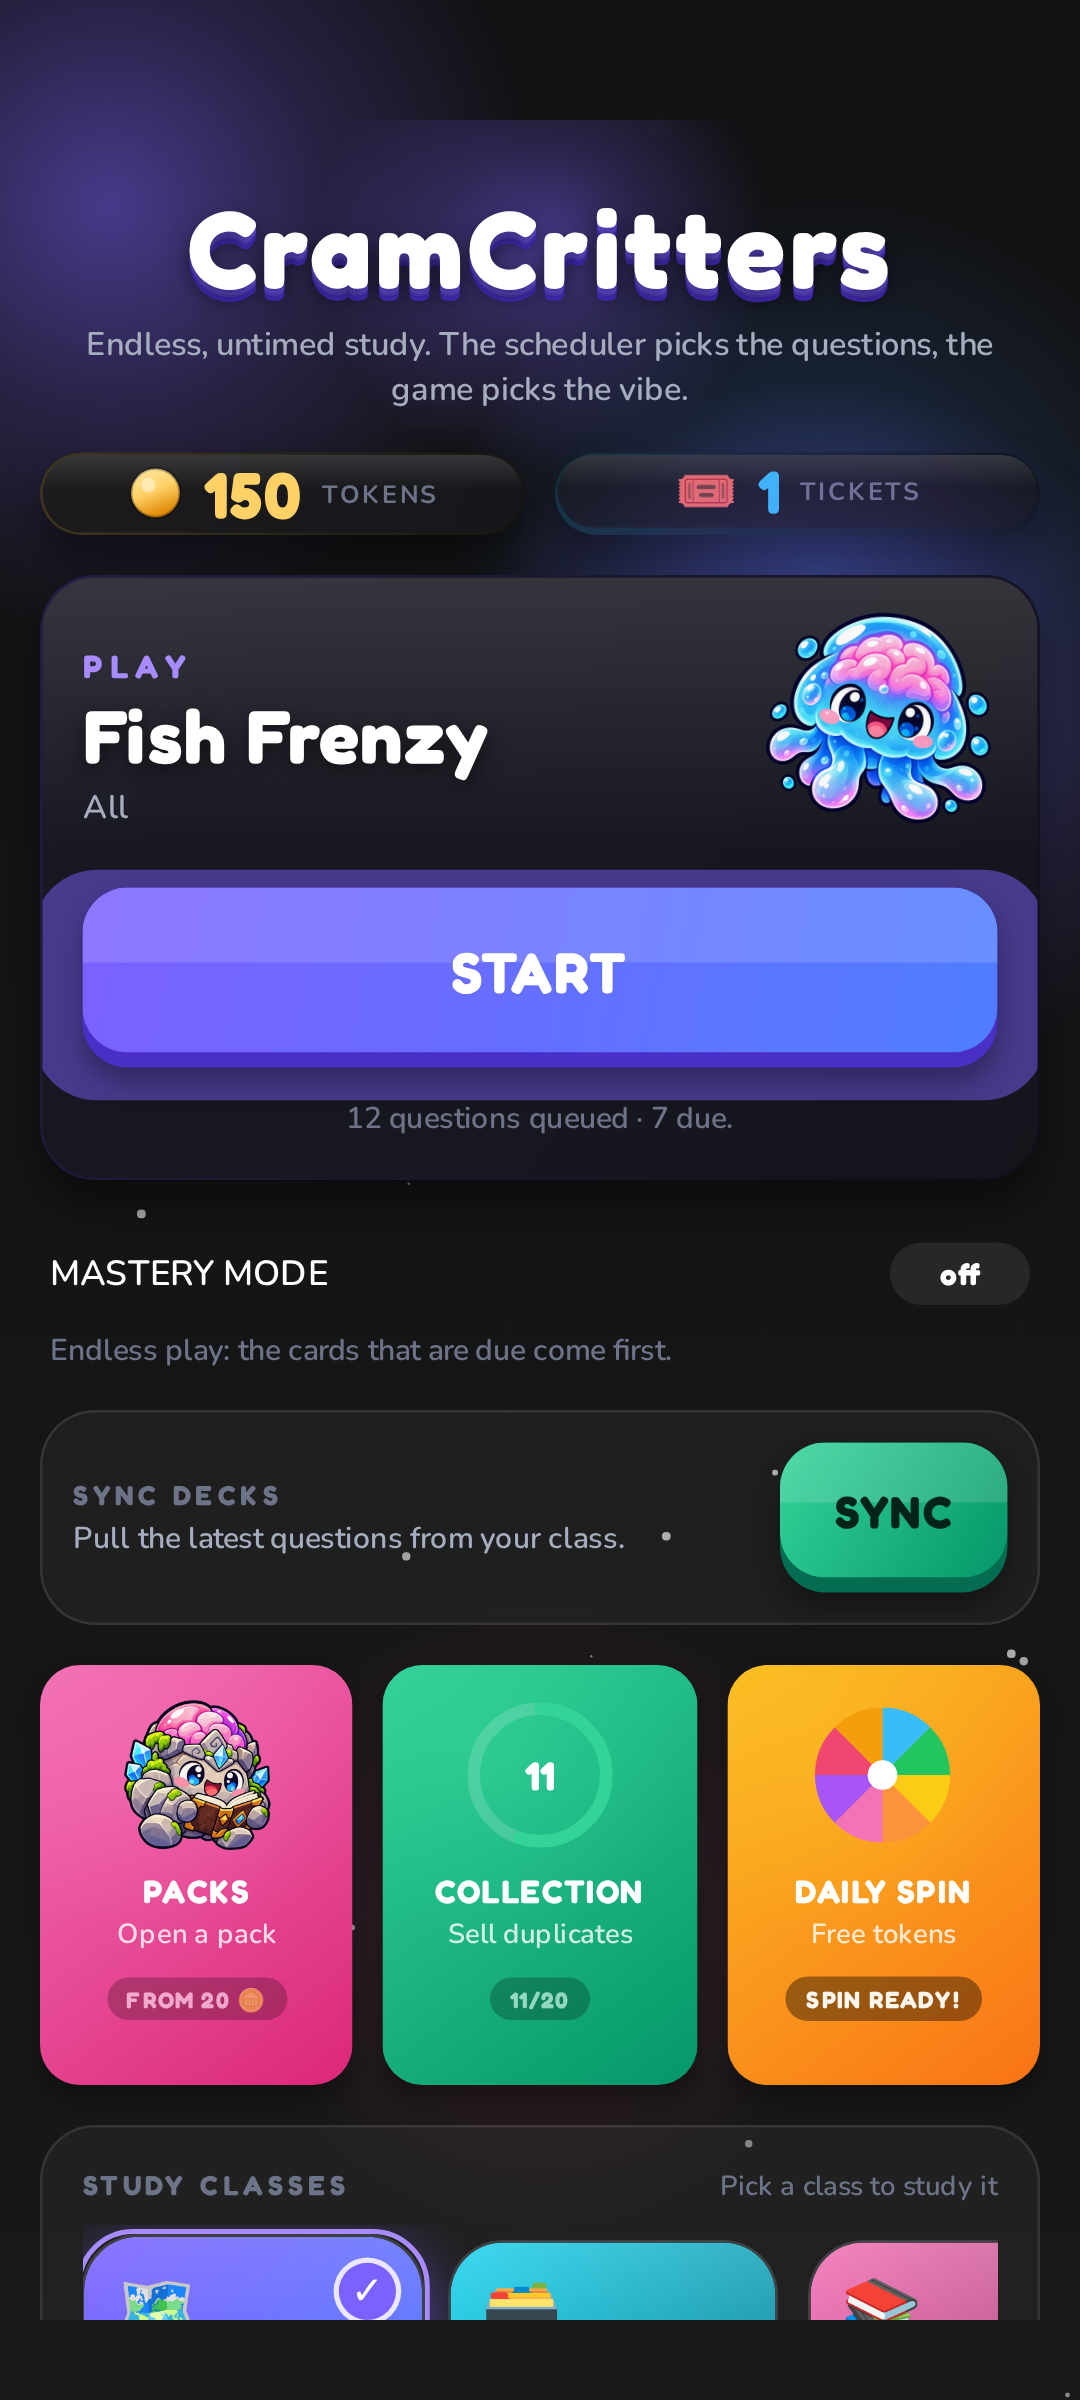 CramCritters
Endless, untimed study. The scheduler picks the questions, the
game picks the vibe.
150 TOKENS
1 TICKETS
PLAY
Fish Frenzy
All
START
12 questions queued · 7 due.
MASTERY MODE
off
Endless play: the cards that are due come first.
SYNC DECKS
Pull the latest questions from your class.
SYNC
PACKS
Open a pack
FROM 20
11
COLLECTION
Sell duplicates
11/20
DAILY SPIN
Free tokens
SPIN READY!
STUDY CLASSES
Pick a class to study it